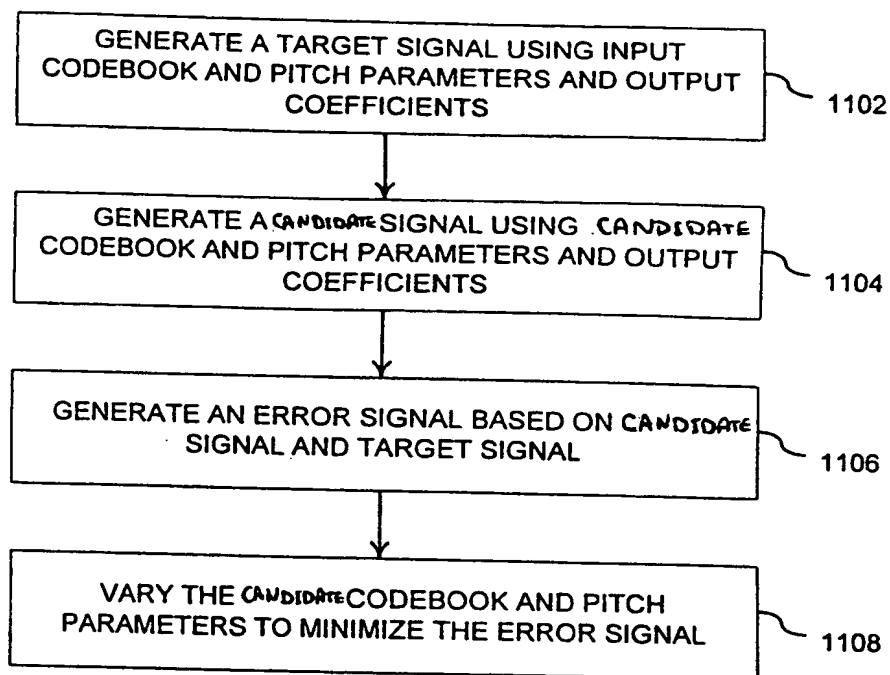 GENERATE A TARGET SIGNAL USING INPUT
CODEBOOK AND PITCH PARAMETERS AND OUTPUT
COEFFICIENTS
1102
GENERATE A CANDIDATE SIGNAL USING CANDIDATE
CODEBOOK AND PITCH PARAMETERS AND OUTPUT
COEFFICIENTS
1104
GENERATE AN ERROR SIGNAL BASED ON CANDIDATE
SIGNAL AND TARGET SIGNAL
1106
VARY THE CANDIDATE CODEBOOK AND PITCH
PARAMETERS TO MINIMIZE THE ERROR SIGNAL
1108